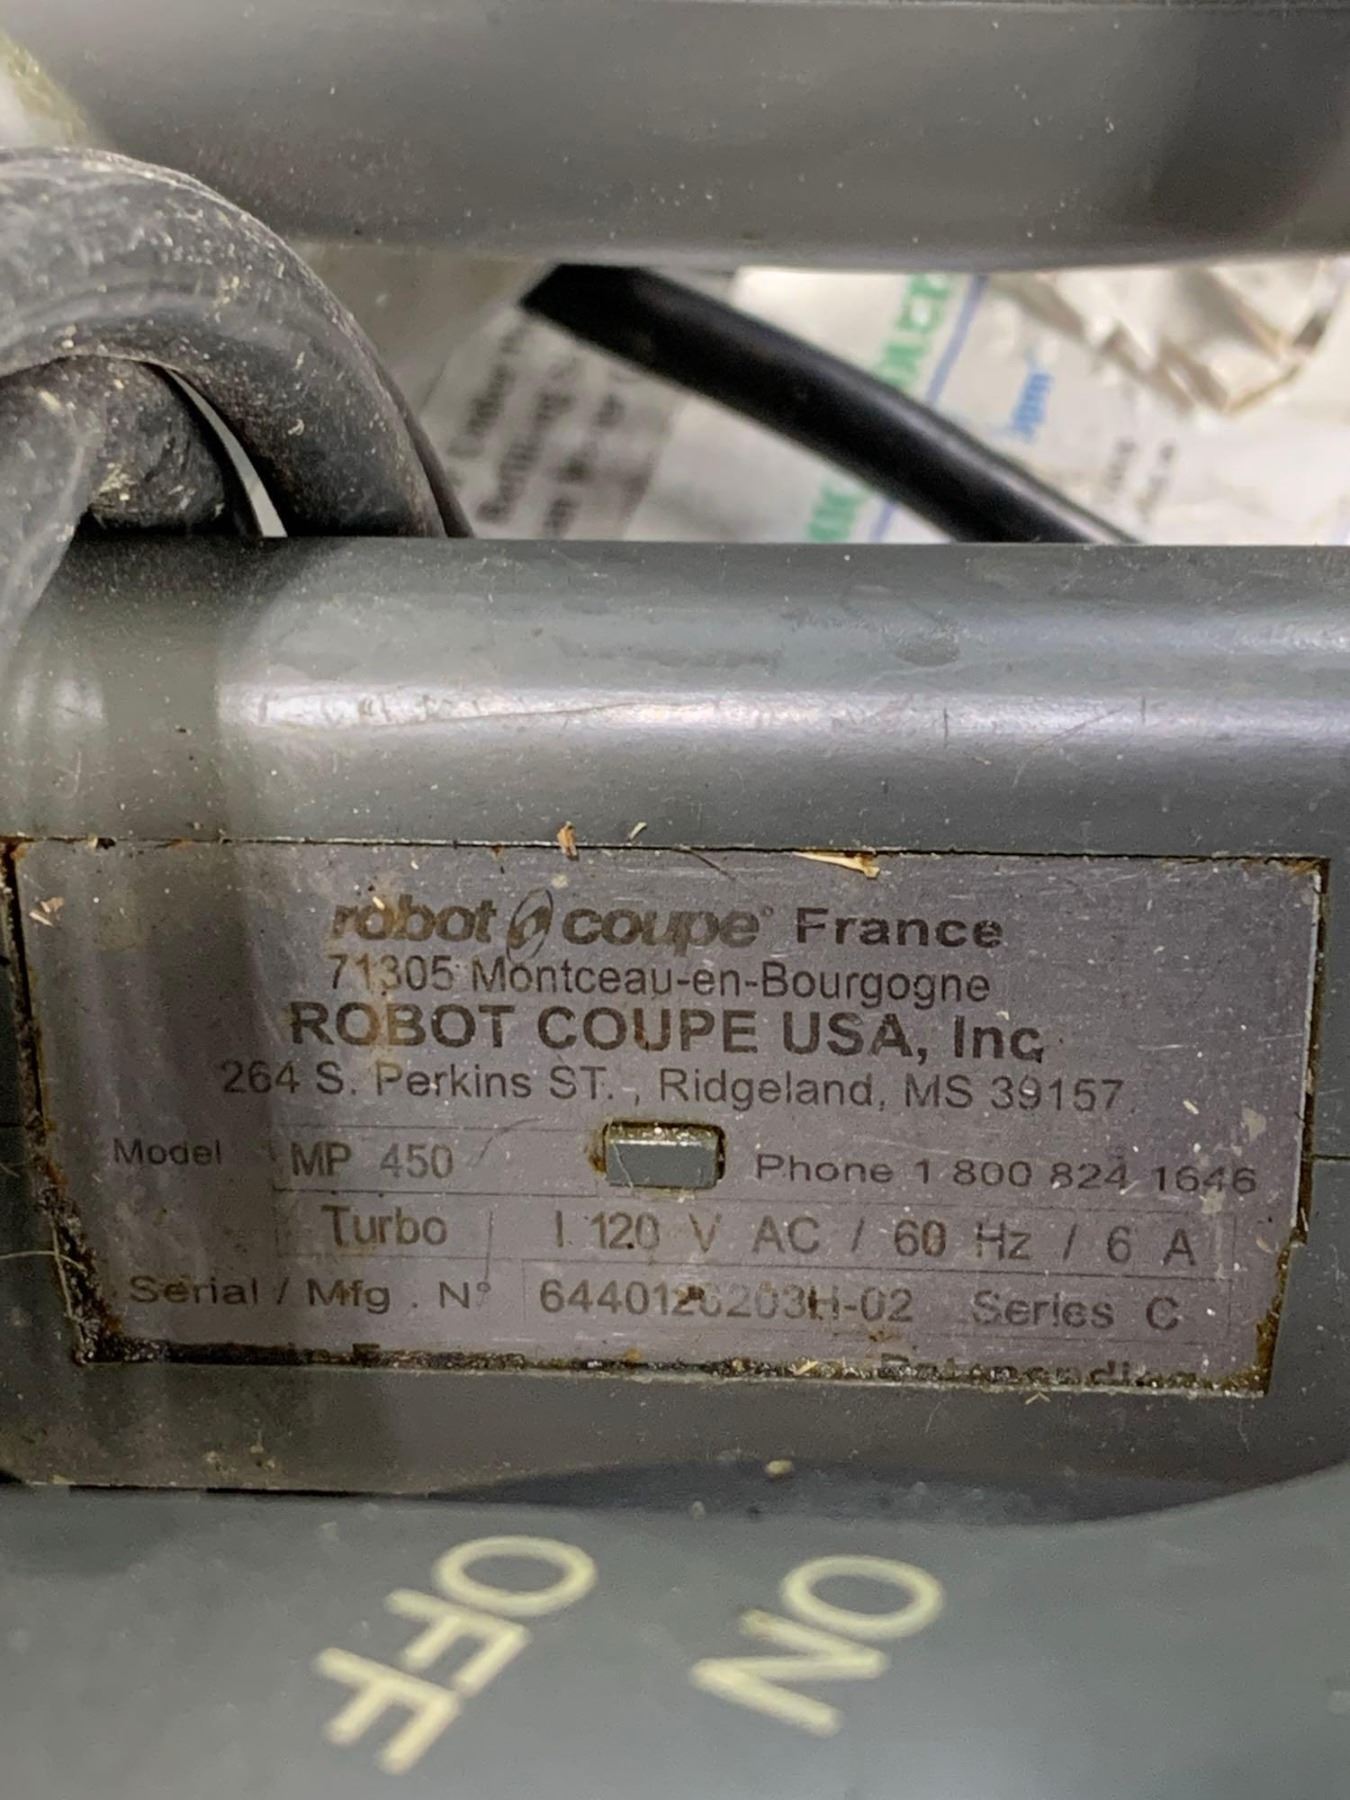 robot coupe® France
71305 Montceau-en-Bourgogne
ROBOT COUPE USA, Inc
264 S. Perkins ST. , Ridgeland, MS 39157
Model MP 450 Phone 1 800 824 1646
Turbo 120 V AC / 60 Hz / 6 A
Serial / Mfg . N° Series C
OFF
ON